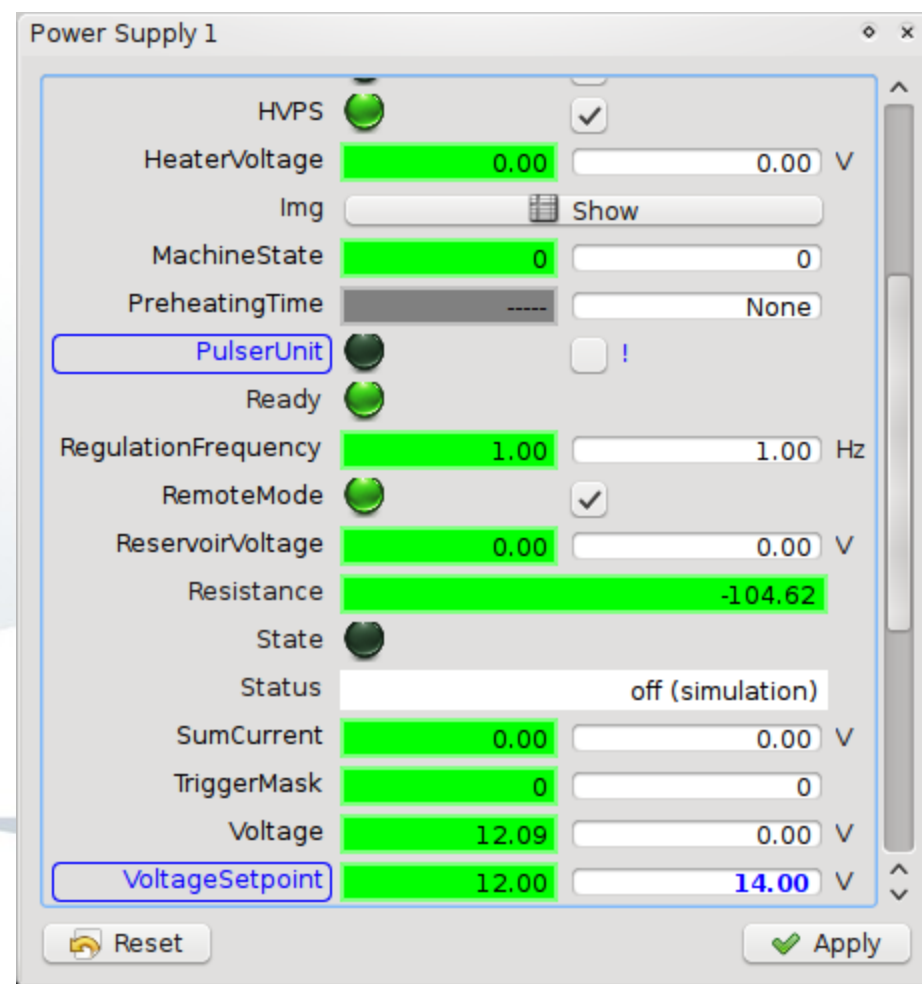 Power Supply 1
HVPS
HeaterVoltage 0.00 0.00 V
Img Show
MachineState 0 0
PreheatingTime ----- None
PulserUnit !
Ready
RegulationFrequency 1.00 1.00 Hz
RemoteMode
ReservoirVoltage 0.00 0.00 V
Resistance -104.62
State
Status off (simulation)
SumCurrent 0.00 0.00 V
TriggerMask 0 0
Voltage 12.09 0.00 V
VoltageSetpoint 12.00 14.00 V
Reset Apply